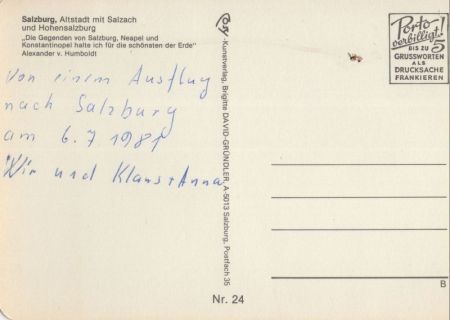 Salzburg, Altstadt mit Salzach
und Hohensalzburg
„Die Gegenden von Salzburg, Neapel und
Konstantinopel halte ich für die schönsten der Erde"
Alexander v. Humboldt
Von einem Ausflug
nach Salzburg
am 6.7 1981
Wir und Klaus + Anna
Cosy-Kunstverlag, Brigitte DAVID-GRÜNDLER, A-5013 Salzburg, Postfach 35
Porto
verbilligt!
BIS ZU 5
GRUSSWORTEN
ALS
DRUCKSACHE
FRANKIEREN
B
Nr. 24